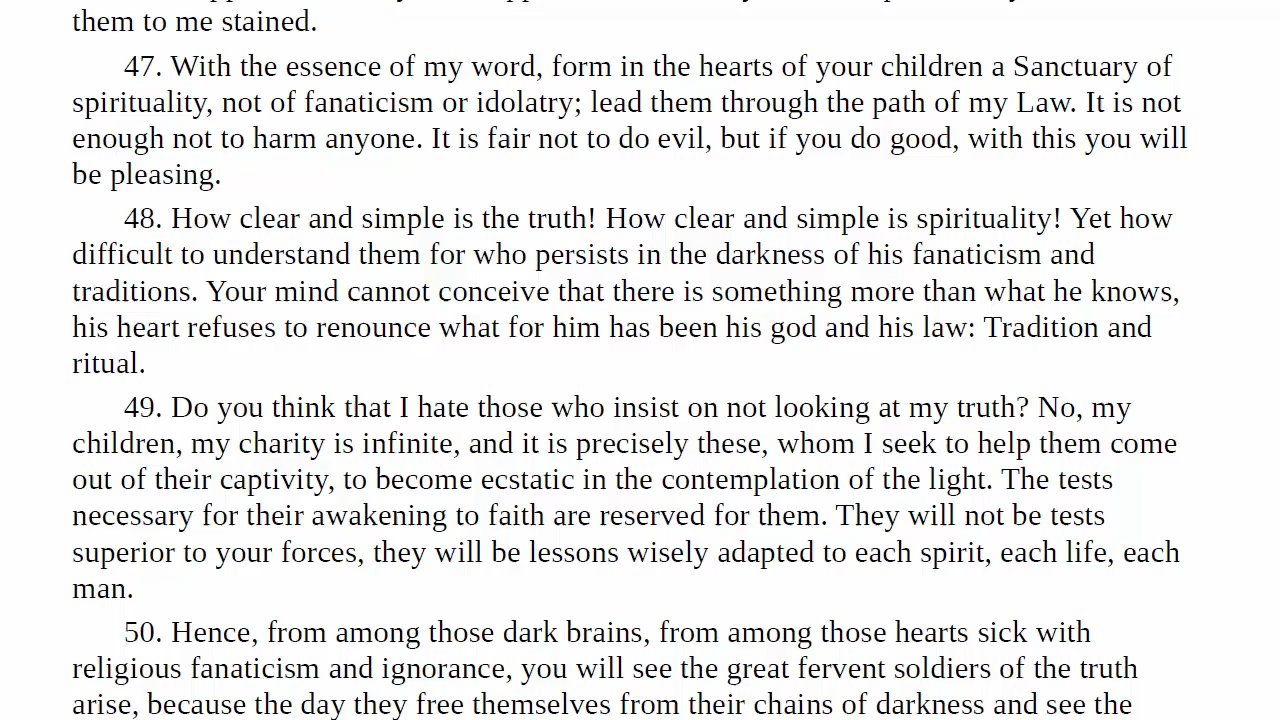 them to me stained.
47. With the essence of my word, form in the hearts of your children a Sanctuary of
spirituality, not of fanaticism or idolatry; lead them through the path of my Law. It is not
enough not to harm anyone. It is fair not to do evil, but if you do good, with this you will
be pleasing.
48. How clear and simple is the truth! How clear and simple is spirituality! Yet how
difficult to understand them for who persists in the darkness of his fanaticism and
traditions. Your mind cannot conceive that there is something more than what he knows,
his heart refuses to renounce what for him has been his god and his law: Tradition and
ritual.
49. Do you think that I hate those who insist on not looking at my truth? No, my
children, my charity is infinite, and it is precisely these, whom I seek to help them come
out of their captivity, to become ecstatic in the contemplation of the light. The tests
necessary for their awakening to faith are reserved for them. They will not be tests
superior to your forces, they will be lessons wisely adapted to each spirit, each life, each
man.
50. Hence, from among those dark brains, from among those hearts sick with
religious fanaticism and ignorance, you will see the great fervent soldiers of the truth
arise, because the day they free themselves from their chains of darkness and see the